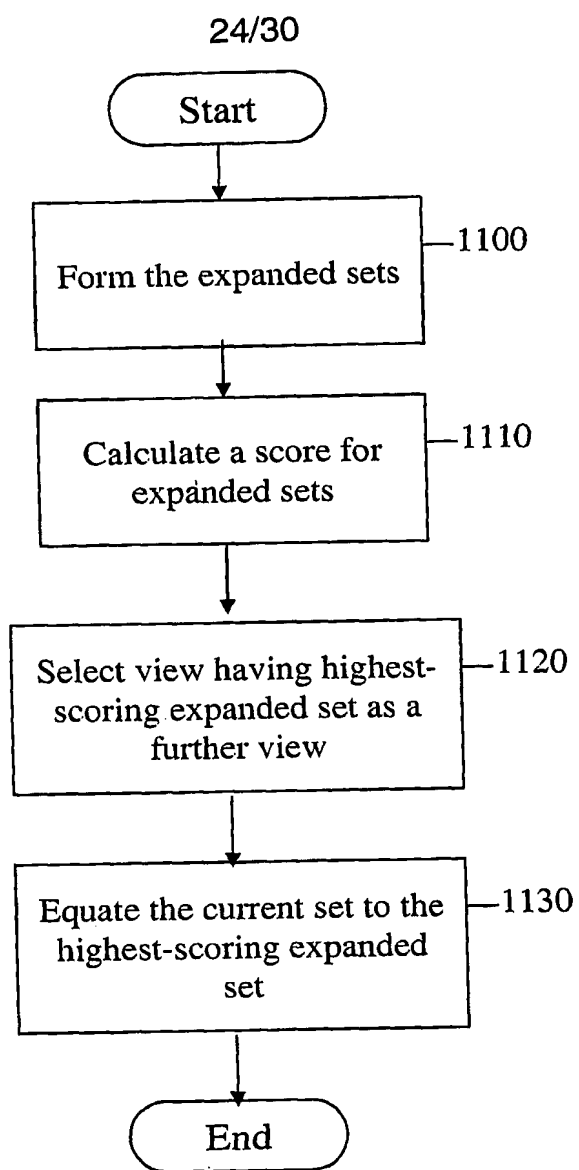 24/30
Start
Form the expanded sets
1100
Calculate a score for
expanded sets
1110
Select view having highest-
scoring expanded set as a
further view
1120
Equate the current set to the
highest-scoring expanded
set
1130
End